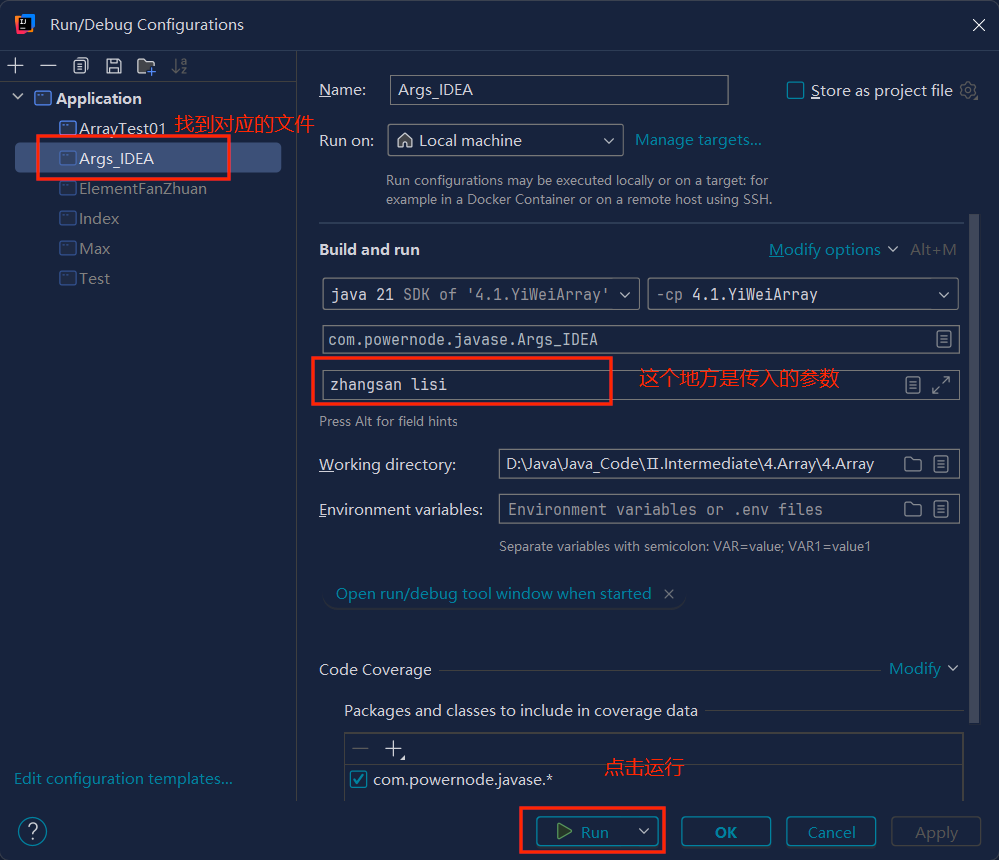 Run/Debug Configurations
Application
ArrayTest01
找到对应的文件
Args_IDEA
ElementFanZhuan
Index
Max
Test
Edit configuration templates...
Name:
Args_IDEA
Store as project file
Run on:
Local machine
Manage targets...
Run configurations may be executed locally or on a target: for
example in a Docker Container or on a remote host using SSH.
Build and run
Modify options
Alt+M
java 21 SDK of '4.1.YiWeiArray'
-cp 4.1.YiWeiArray
com.powernode.javase.Args_IDEA
zhangsan lisi
这个地方是传入的参数
Press Alt for field hints
Working directory:
D:\Java\Java_Code\Ⅱ.Intermediate\4.Array\4.Array
Environment variables:
Environment variables or .env files
Separate variables with semicolon: VAR=value; VAR1=value1
Open run/debug tool window when started
Code Coverage
Modify
Packages and classes to include in coverage data
com.powernode.javase.*
点击运行
?
Run
OK
Cancel
Apply